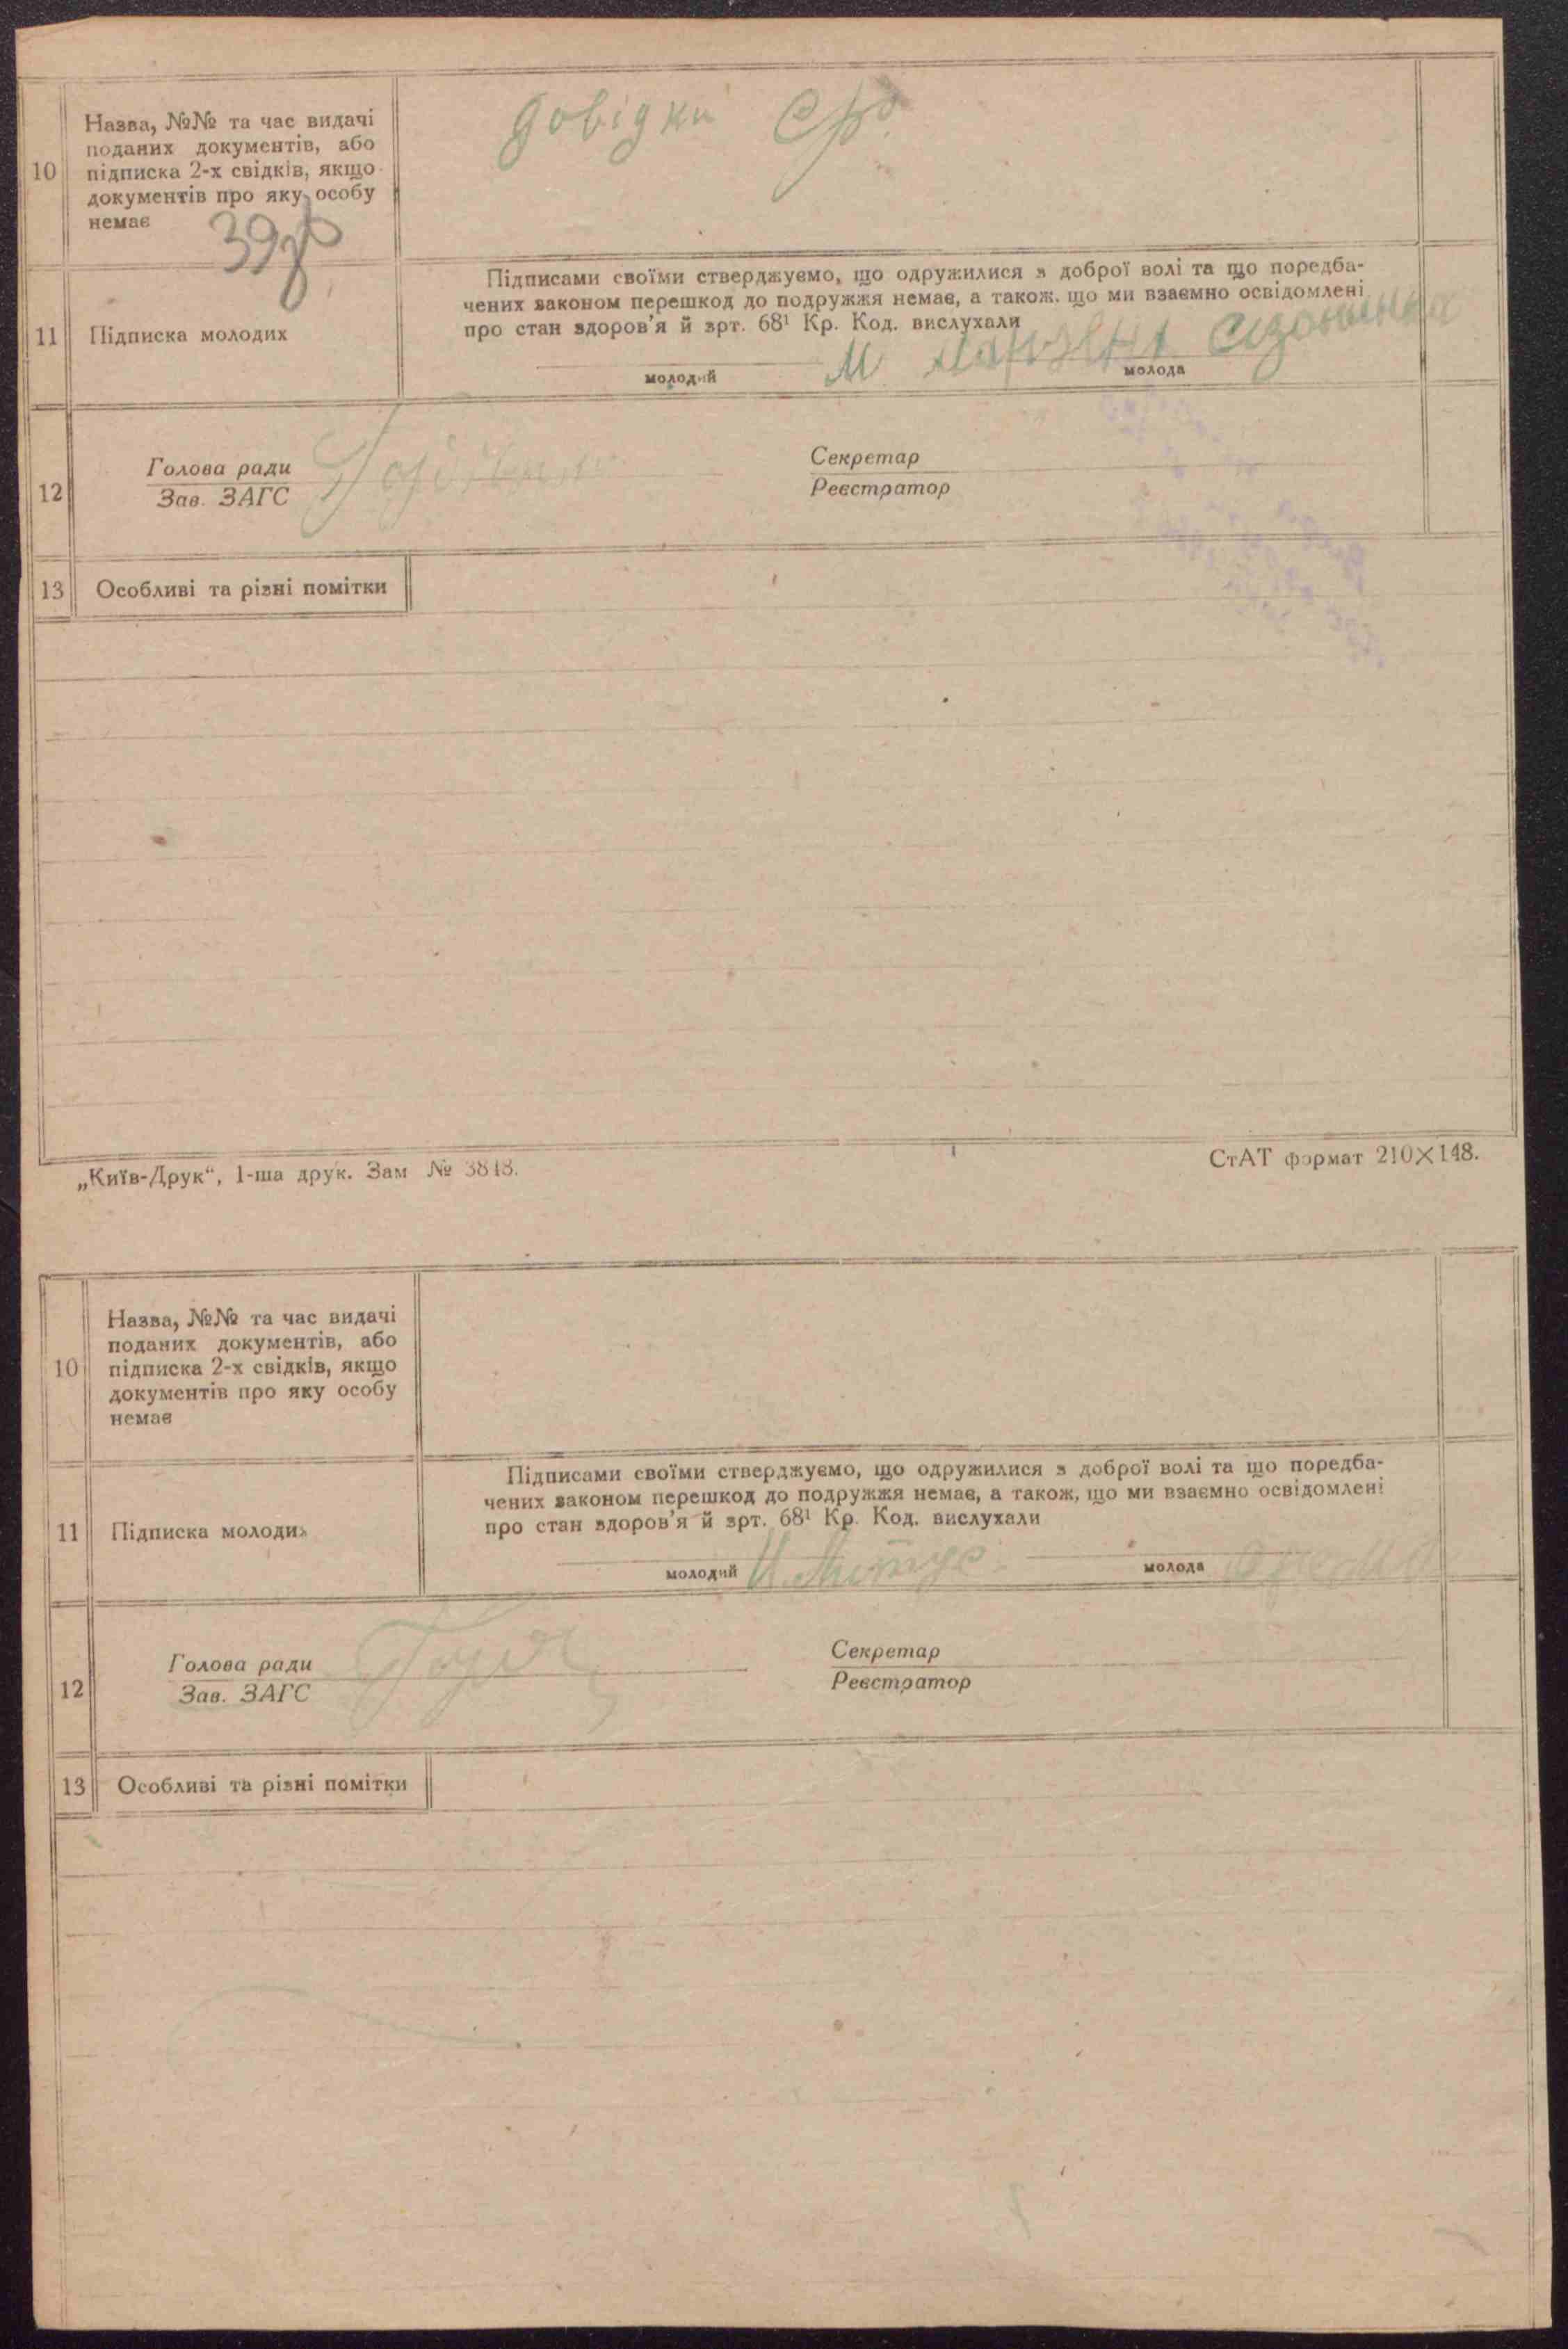 10
Назва, №№ та час видачі
поданих документів, або
підписка 2-х свідків, якщо
документів про яку особу
немає
довідки
39
11
Підписка молодих
Підписами своїми стверджуємо, що одружилися з доброї волі та що поредба-
чених законом перешкод до подружжя немає, а також, що ми взаємно освідомлені
про стан здоров'я й зрт. 68¹ Кр. Код. вислухали
молодий
М
молода
12
Голова ради
Зав. ЗАГС
Секретар
Реєстратор
13
Особливі та різні помітки
„Київ-Друк“, 1-ша друк. Зам № 3818.
СтАТ формат 210×148.
10
Назва, №№ та час видачі
поданих документів, або
підписка 2-х свідків, якщо
документів про яку особу
немає
11
Підписка молодих
Підписами своїми стверджуємо, що одружилися з доброї волі та що поредба-
чених законом перешкод до подружжя немає, а також, що ми взаємно освідомлені
про стан здоров'я й зрт. 68¹ Кр. Код. вислухали
молодий
молода
12
Голова ради
Зав. ЗАГС
Секретар
Реєстратор
13
Особливі та різні помітки